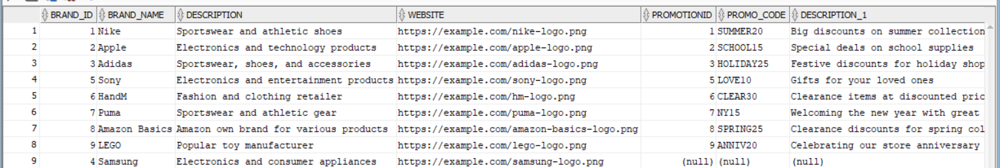 BRAND_ID BRAND_NAME DESCRIPTION WEBSITE PROMOTIONID PROMO_CODE DESCRIPTION_1
1 1 Nike Sportswear and athletic shoes https://example.com/nike-logo.png 1 SUMMER20 Big discounts on summer collection
2 2 Apple Electronics and technology products https://example.com/apple-logo.png 2 SCHOOL15 Special deals on school supplies
3 3 Adidas Sportswear, shoes, and accessories https://example.com/adidas-logo.png 3 HOLIDAY25 Festive discounts for holiday shop
4 5 Sony Electronics and entertainment products https://example.com/sony-logo.png 5 LOVE10 Gifts for your loved ones
5 6 HandM Fashion and clothing retailer https://example.com/hm-logo.png 6 CLEAR30 Clearance items at discounted pric
6 7 Puma Sportswear and athletic gear https://example.com/puma-logo.png 7 NY15 Welcoming the new year with great
7 8 Amazon Basics Amazon own brand for various products https://example.com/amazon-basics-logo.png 8 SPRING25 Clearance discounts for spring col
8 9 LEGO Popular toy manufacturer https://example.com/lego-logo.png 9 ANNIV20 Celebrating our store anniversary
9 4 Samsung Electronics and consumer appliances https://example.com/samsung-logo.png (null) (null) (null)